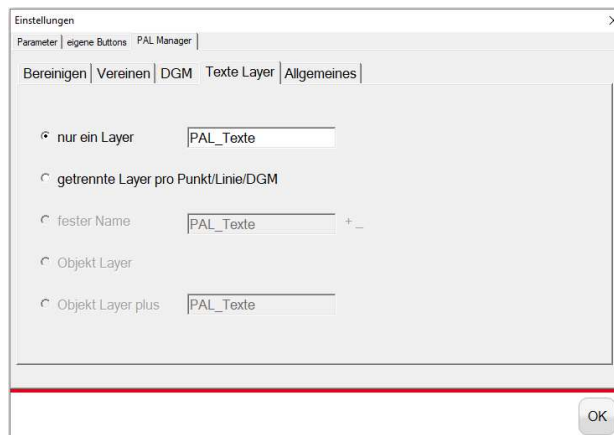 Einstellungen
Parameter eigene Buttons PAL Manager
Bereinigen Vereinen DGM Texte Layer Allgemeines
nur ein Layer PAL_Texte
getrennte Layer pro Punkt/Linie/DGM
fester Name PAL_Texte + _
Objekt Layer
Objekt Layer plus PAL_Texte
OK